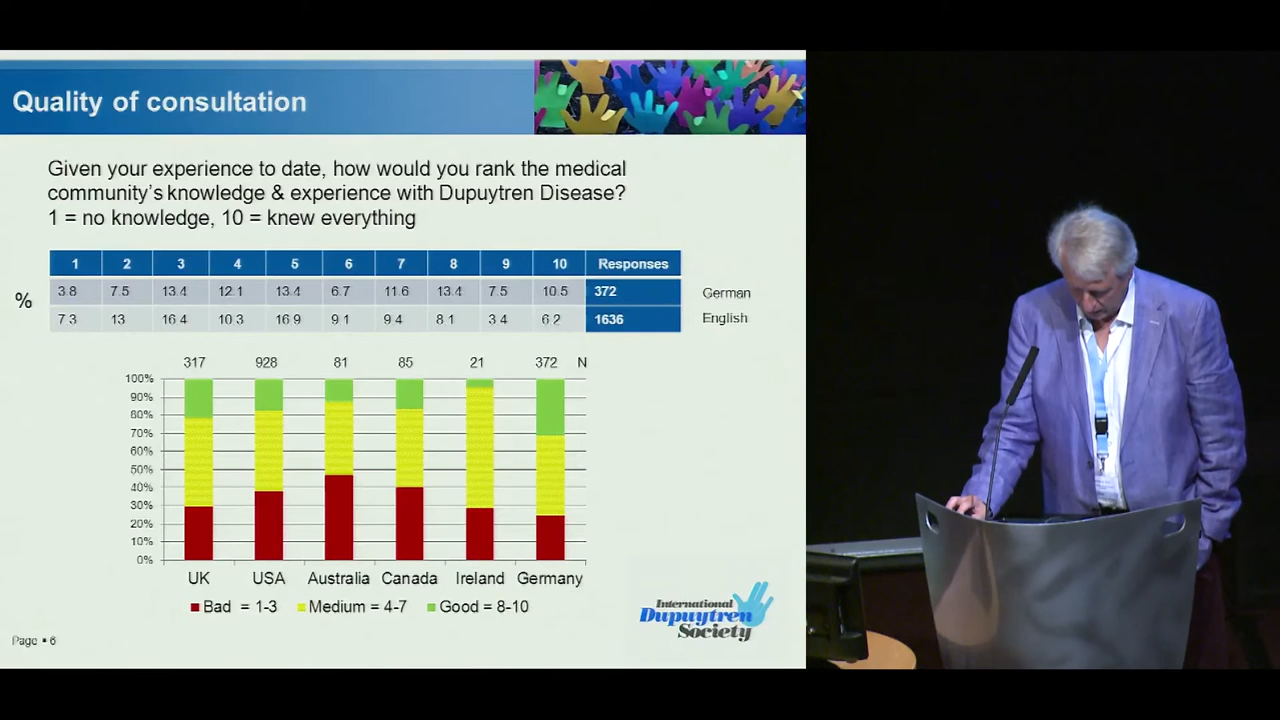 Quality of consultation
Given your experience to date, how would you rank the medical
community's knowledge & experience with Dupuytren Disease?
1 = no knowledge, 10 = knew everything
1 2 3 4 5 6 7 8 9 10 Responses
% 3.8 7.5 13.4 12.1 13.4 6.7 11.6 13.4 7.5 10.5 372 German
7.3 13 16.4 10.3 16.9 9.1 9.4 8.1 3.4 6.2 1636 English
317 928 81 85 21 372 N
100%
90%
80%
70%
60%
50%
40%
30%
20%
10%
0%
UK USA Australia Canada Ireland Germany
Bad = 1-3 Medium = 4-7 Good = 8-10
International
Dupuytren
Society
Page ▪ 6